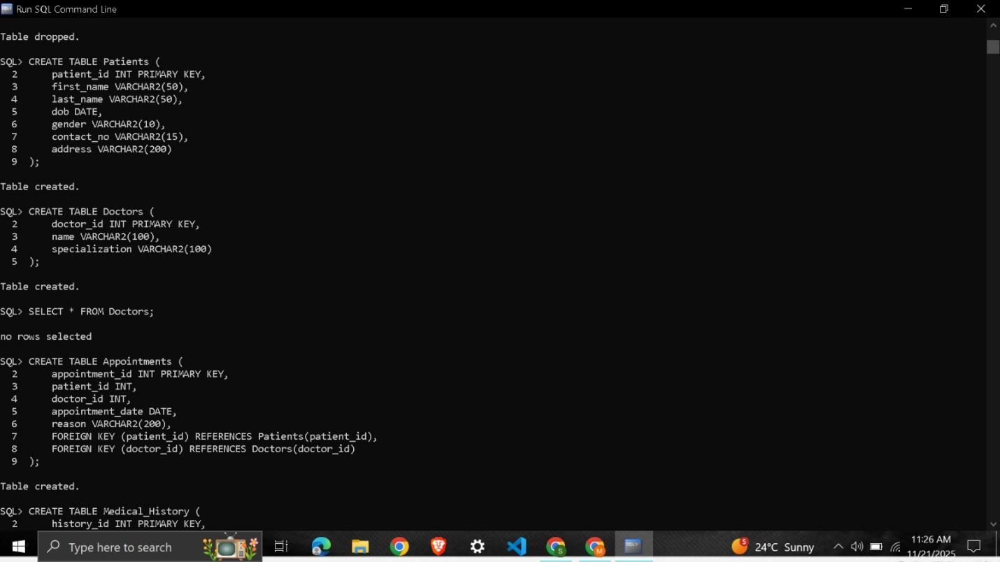 Run SQL Command Line
Table dropped.
SQL> CREATE TABLE Patients (
  2      patient_id INT PRIMARY KEY,
  3      first_name VARCHAR2(50),
  4      last_name VARCHAR2(50),
  5      dob DATE,
  6      gender VARCHAR2(10),
  7      contact_no VARCHAR2(15),
  8      address VARCHAR2(200)
  9  );
Table created.
SQL> CREATE TABLE Doctors (
  2      doctor_id INT PRIMARY KEY,
  3      name VARCHAR2(100),
  4      specialization VARCHAR2(100)
  5  );
Table created.
SQL> SELECT * FROM Doctors;
no rows selected
SQL> CREATE TABLE Appointments (
  2      appointment_id INT PRIMARY KEY,
  3      patient_id INT,
  4      doctor_id INT,
  5      appointment_date DATE,
  6      reason VARCHAR2(200),
  7      FOREIGN KEY (patient_id) REFERENCES Patients(patient_id),
  8      FOREIGN KEY (doctor_id) REFERENCES Doctors(doctor_id)
  9  );
Table created.
SQL> CREATE TABLE Medical_History (
  2      history_id INT PRIMARY KEY,
Type here to search
S
M
5
24°C Sunny
11:26 AM
11/21/2025